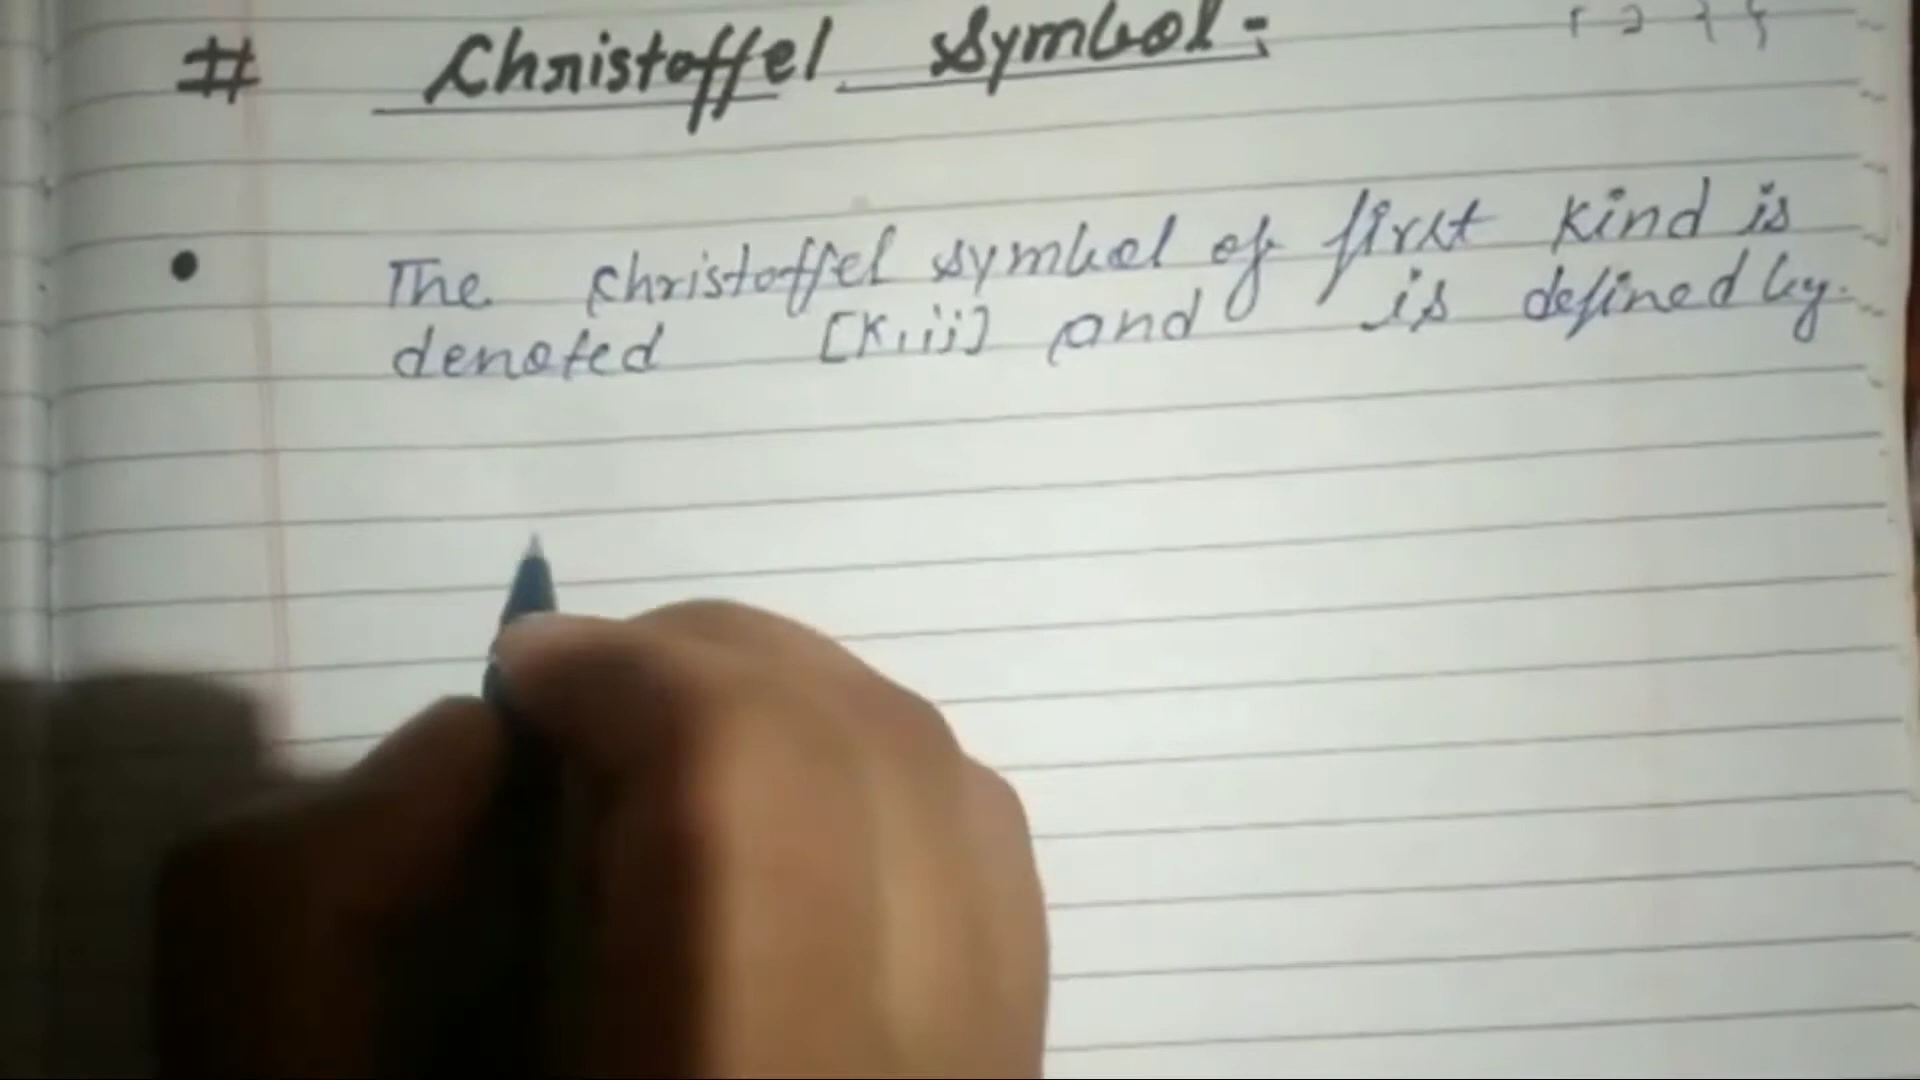 # Christoffel Symbol:
[ ] { }
• The Christoffel symbol of first kind is
denoted [K,ij] and is defined by.